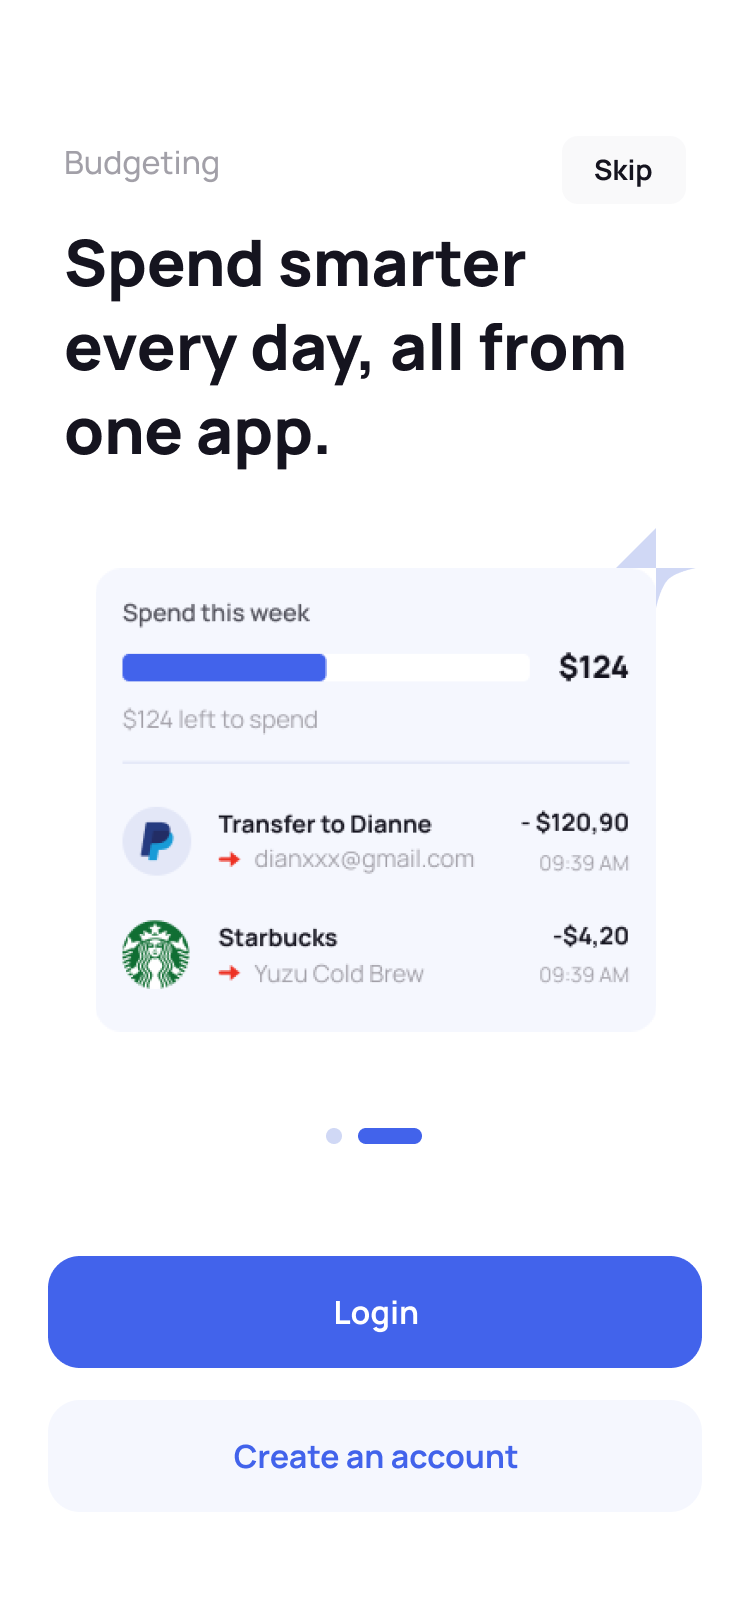 Budgeting
Skip
Spend smarter
every day, all from
one app.
Spend this week
$124
$124 left to spend
Transfer to Dianne
- $120,90
dianxxx@gmail.com
09:39 AM
Starbucks
-$4,20
Yuzu Cold Brew
09:39 AM
Login
Create an account